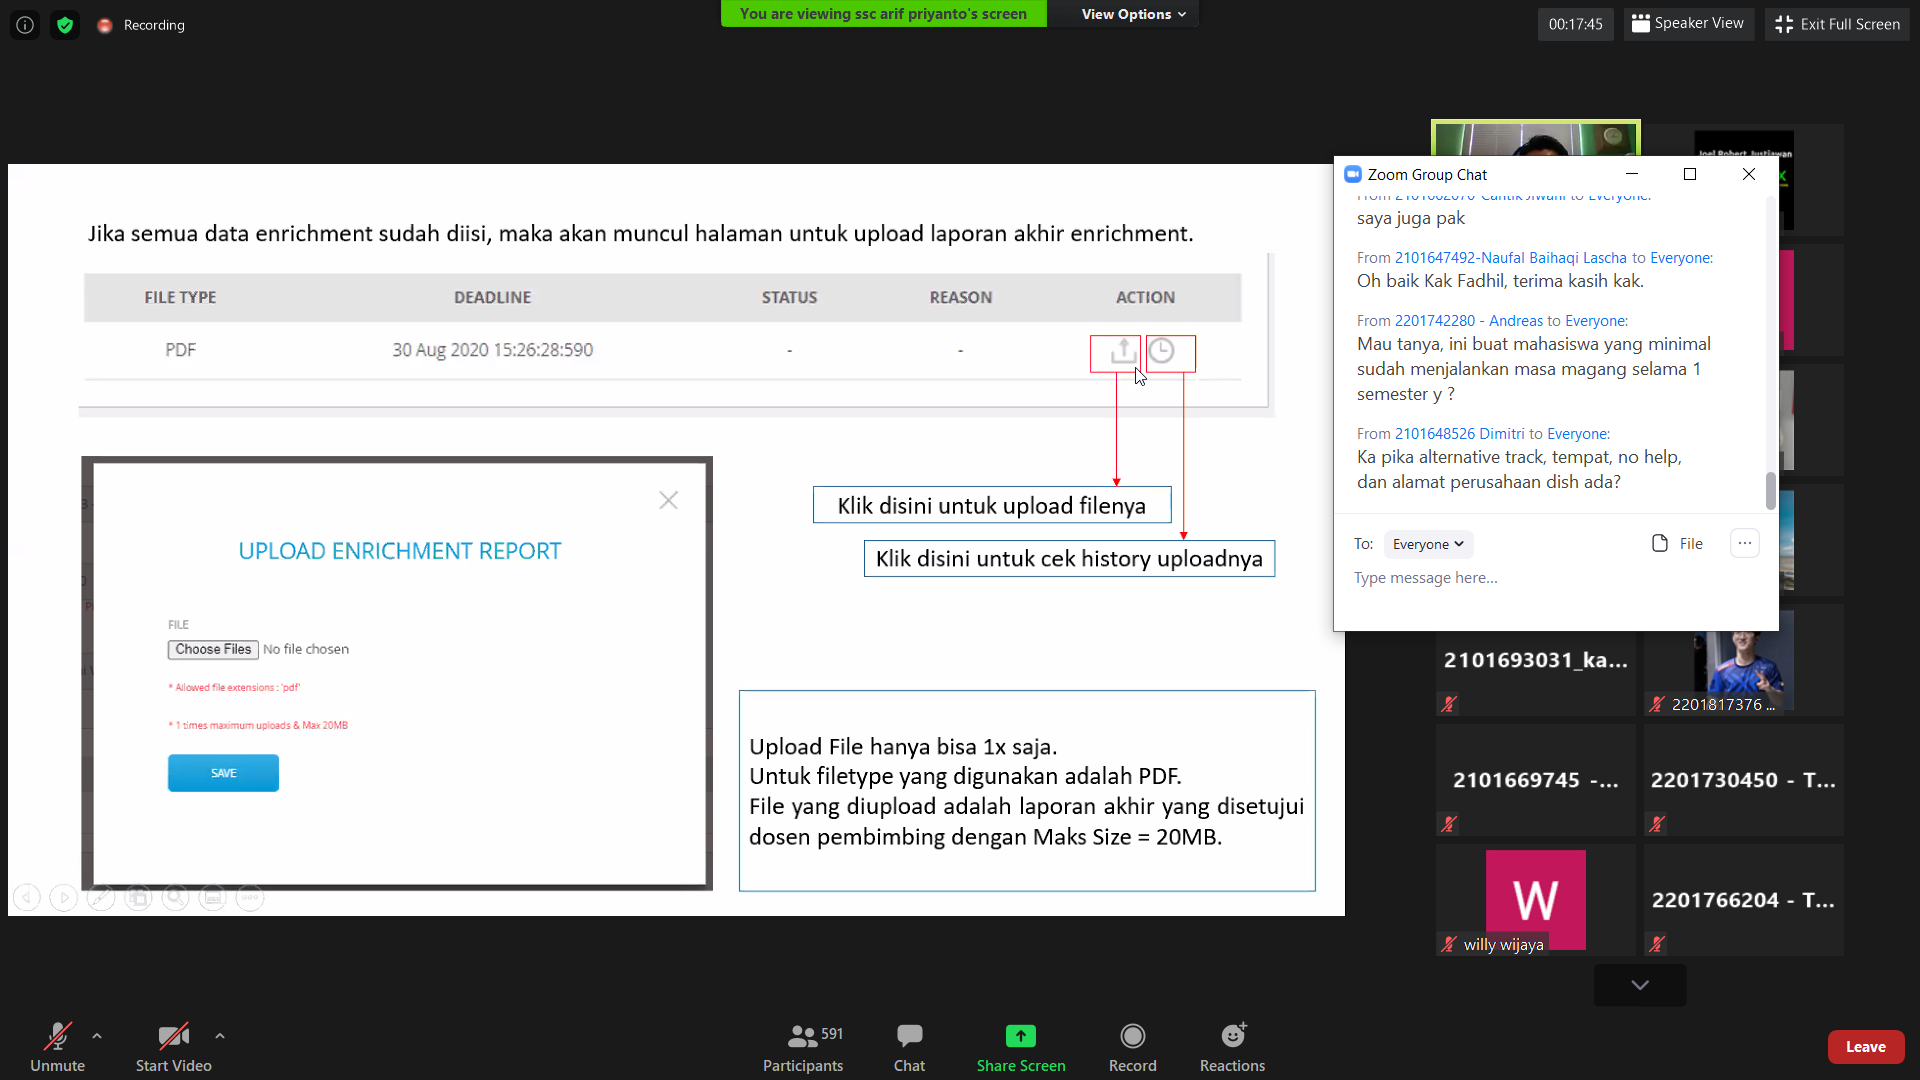 Recording
You are viewing ssc arif priyanto's screen
View Options
00:17:45
Speaker View
Exit Full Screen
Jika semua data enrichment sudah diisi, maka akan muncul halaman untuk upload laporan akhir enrichment.
FILE TYPE DEADLINE STATUS REASON ACTION
PDF 30 Aug 2020 15:26:28:590 - -
Klik disini untuk upload filenya
Klik disini untuk cek history uploadnya
UPLOAD ENRICHMENT REPORT
FILE
Choose Files No file chosen
* Allowed file extensions : 'pdf'
* 1 times maximum uploads & Max 20MB
SAVE
Upload File hanya bisa 1x saja.
Untuk filetype yang digunakan adalah PDF.
File yang diupload adalah laporan akhir yang disetujui
dosen pembimbing dengan Maks Size = 20MB.
Zoom Group Chat
saya juga pak
From 2101647492-Naufal Baihaqi Lascha to Everyone:
Oh baik Kak Fadhil, terima kasih kak.
From 2201742280 - Andreas to Everyone:
Mau tanya, ini buat mahasiswa yang minimal
sudah menjalankan masa magang selama 1
semester y ?
From 2101648526 Dimitri to Everyone:
Ka pika alternative track, tempat, no help,
dan alamat perusahaan dish ada?
To: Everyone
File
Type message here...
2101693031_ka...
2201817376 ...
2101669745 -...
2201730450 - T...
W
willy wijaya
2201766204 - T...
Unmute
Start Video
591
Participants
Chat
Share Screen
Record
Reactions
Leave